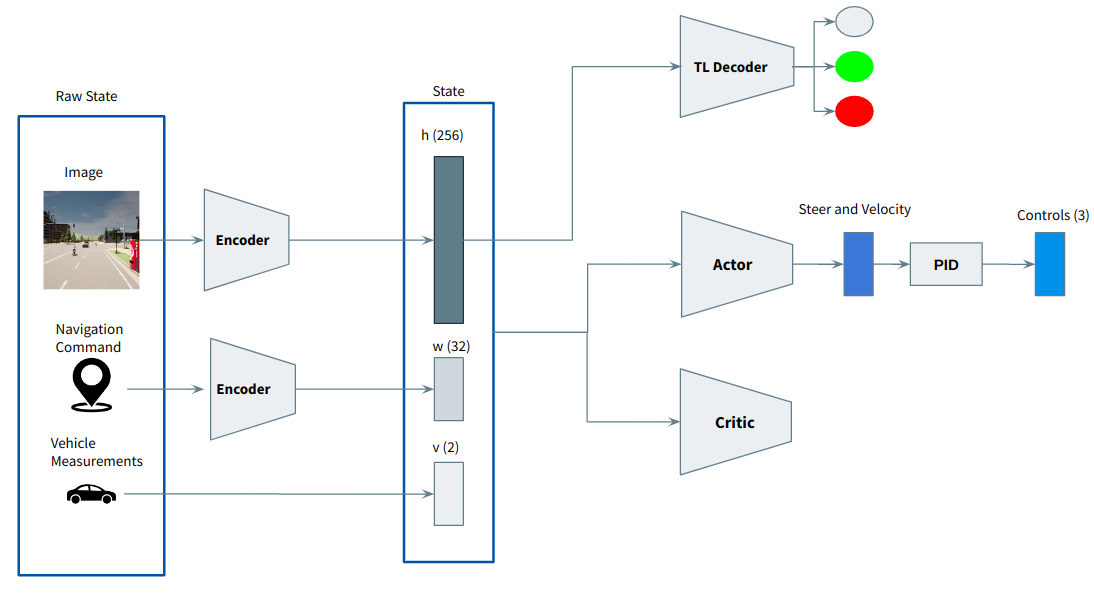 Raw State
Image
Encoder
Navigation
Command
Encoder
Vehicle
Measurements
State
h (256)
w (32)
v (2)
TL Decoder
Actor
Steer and Velocity
PID
Controls (3)
Critic